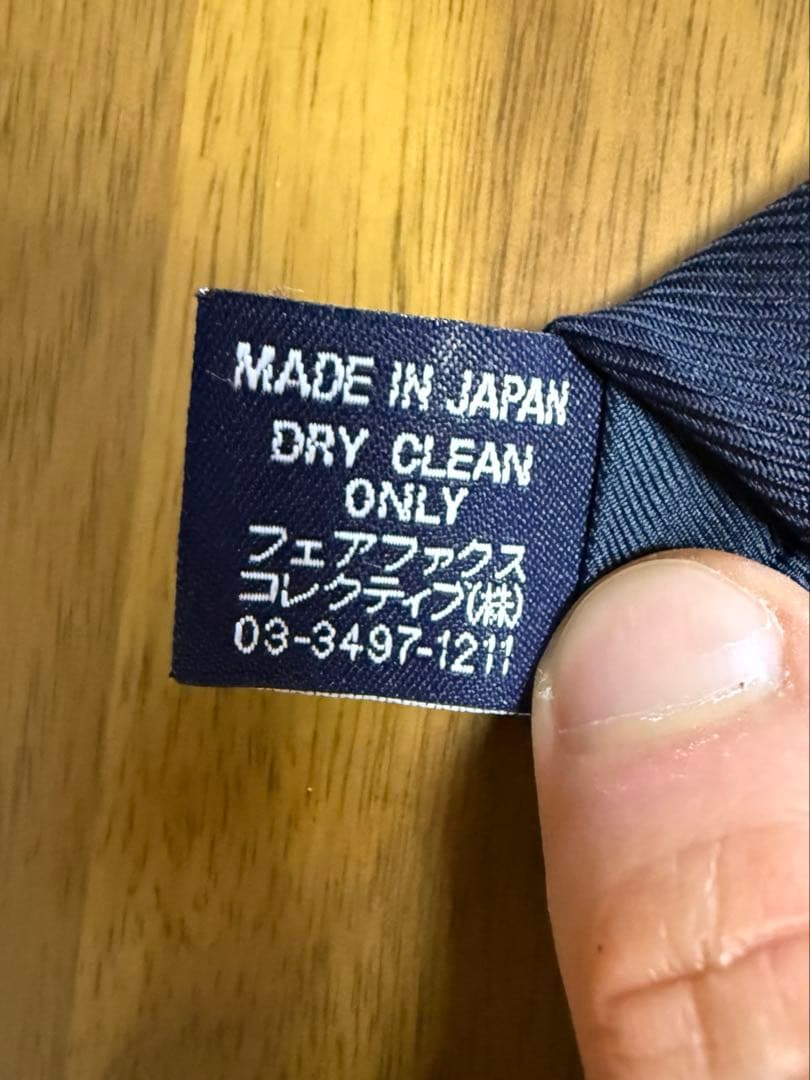 MADE IN JAPAN
DRY CLEAN
ONLY
フェアファクス
コレクティブ(株)
03-3497-1211